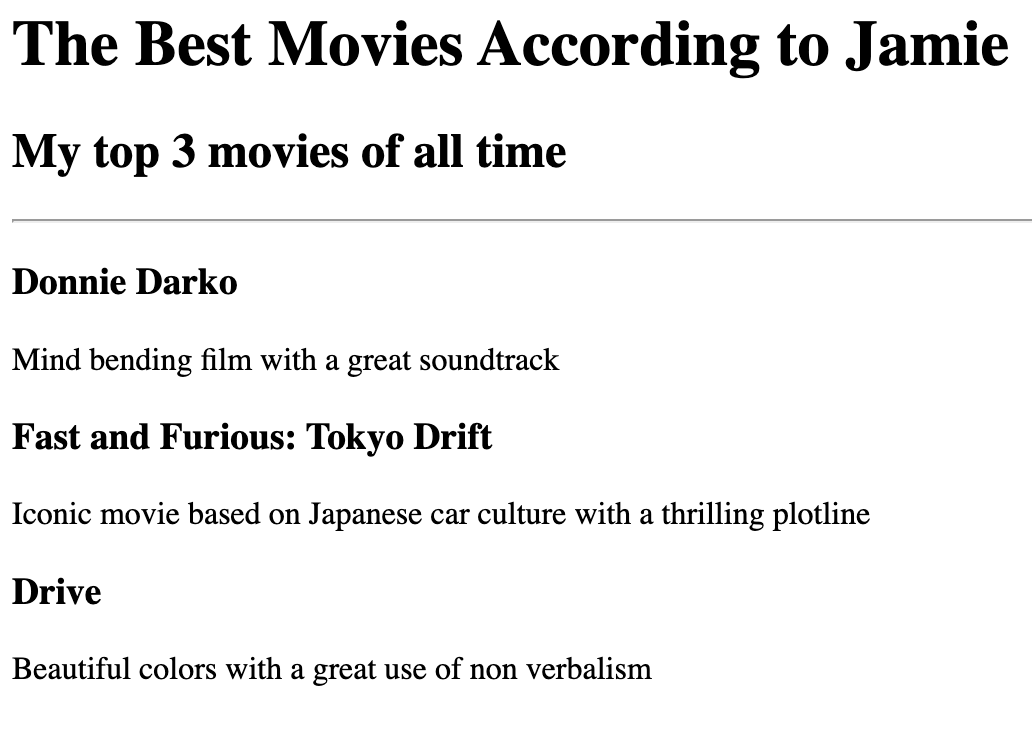 The Best Movies According to Jamie
My top 3 movies of all time
Donnie Darko
Mind bending film with a great soundtrack
Fast and Furious: Tokyo Drift
Iconic movie based on Japanese car culture with a thrilling plotline
Drive
Beautiful colors with a great use of non verbalism